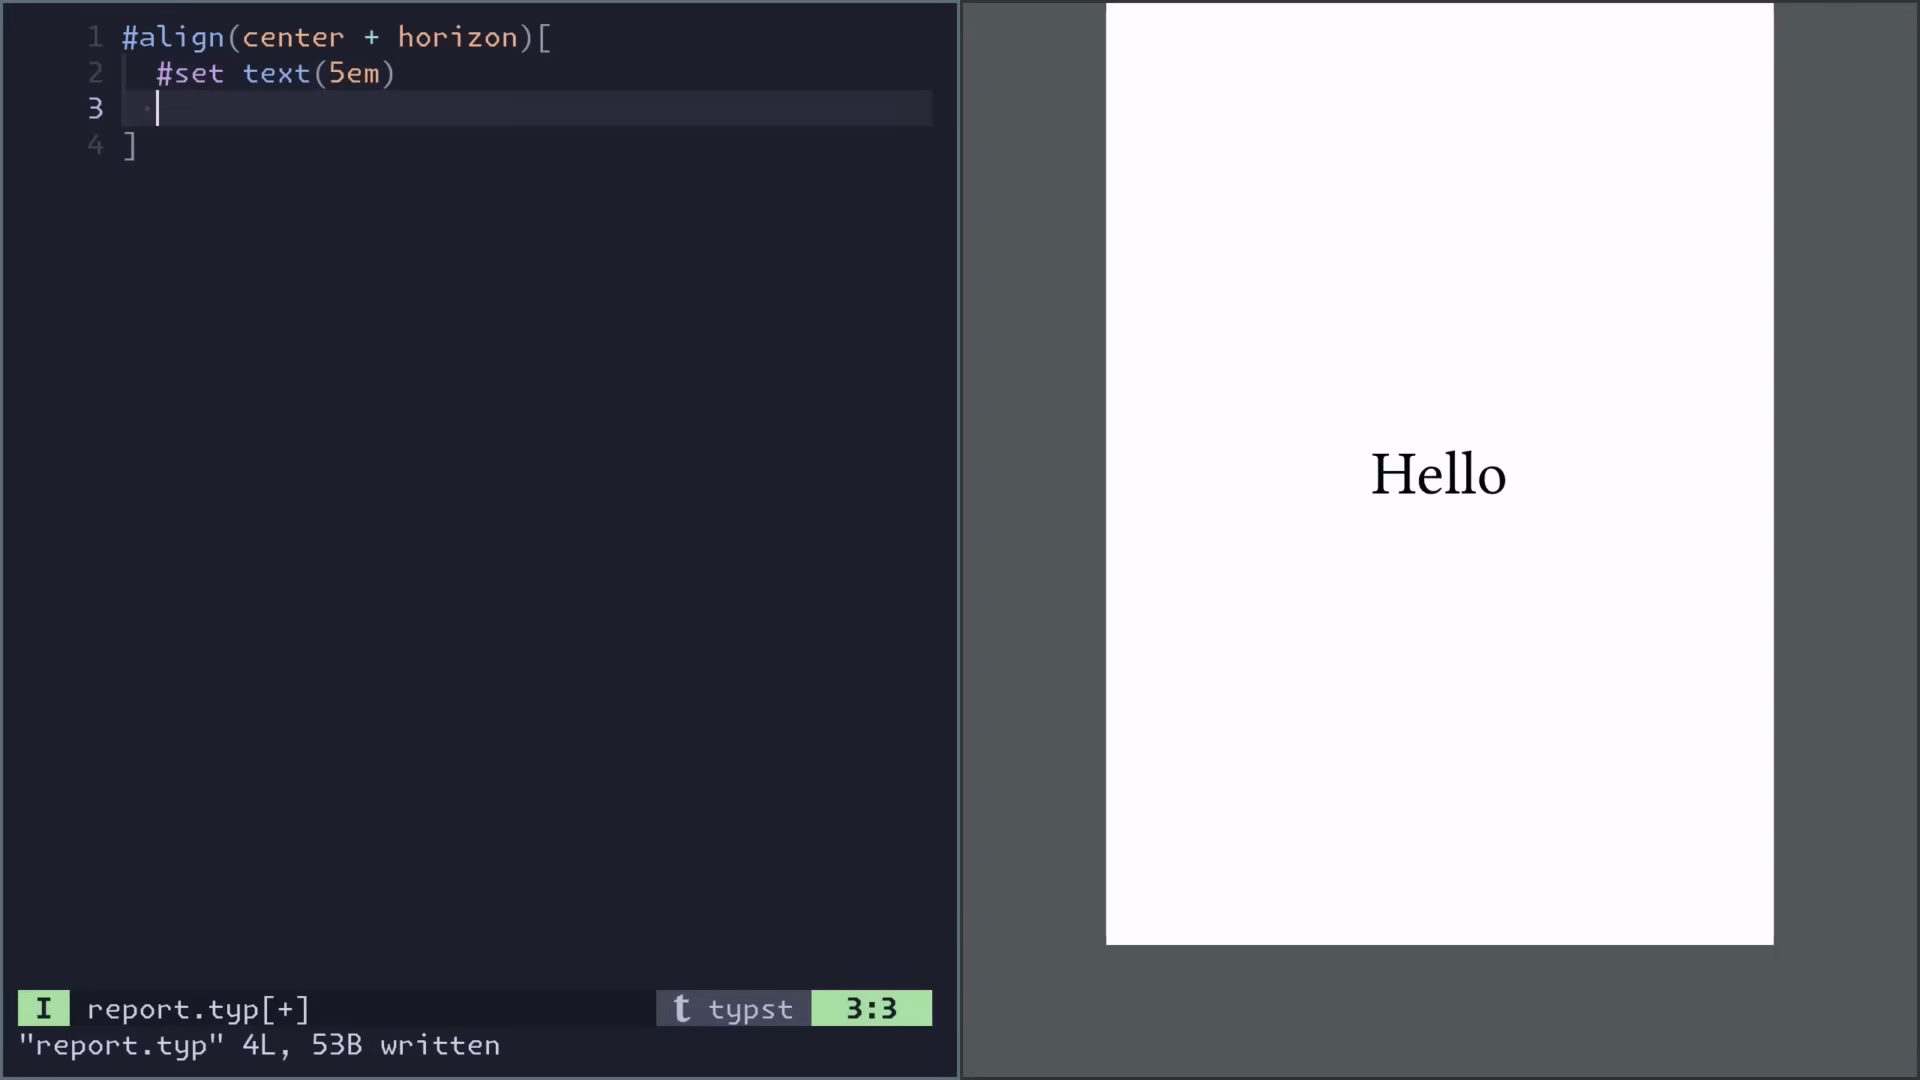 1 #align(center + horizon)[
2 #set text(5em)
3
4 ]
I report.typ[+] t typst 3:3
"report.typ" 4L, 53B written
Hello